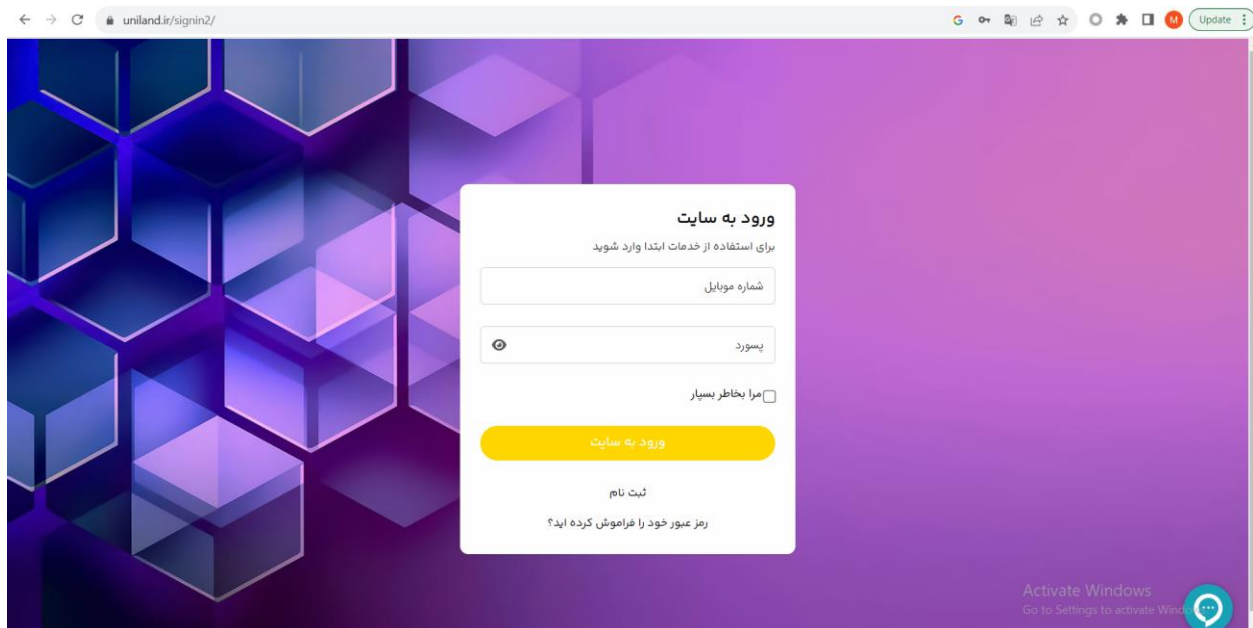 uniland.ir/signin2/
M
Update
ورود به سایت
برای استفاده از خدمات ابتدا وارد شوید
شماره موبایل
پسورد
مرا بخاطر بسپار
ورود به سایت
ثبت نام
رمز عبور خود را فراموش کرده اید؟
Activate Windows
Go to Settings to activate Wind